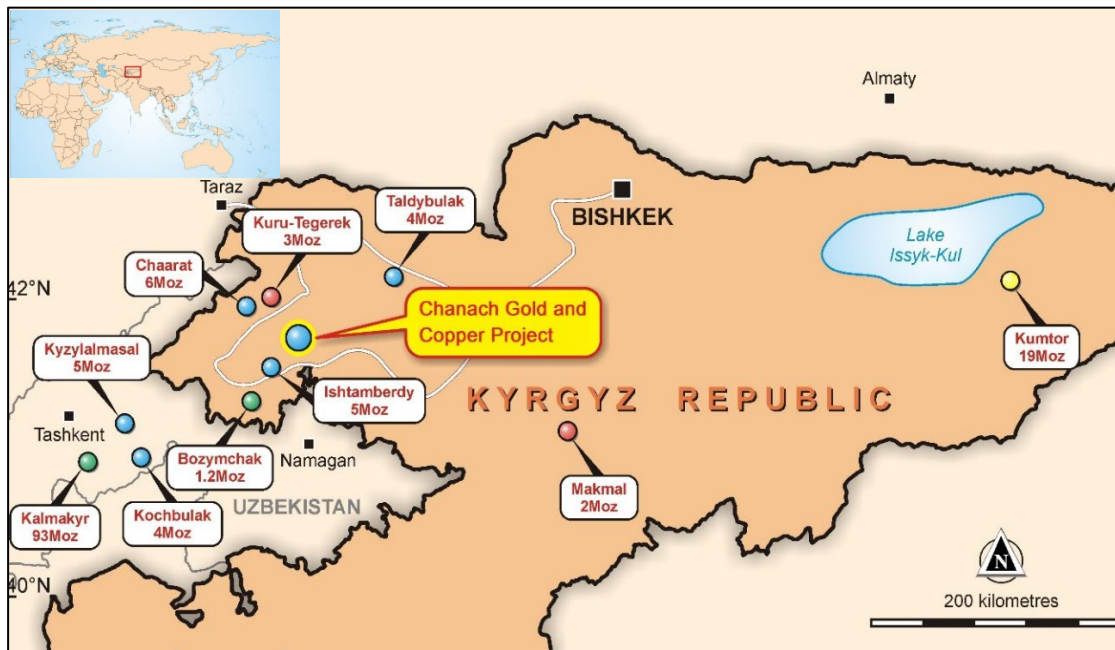 Almaty
Taraz
Taldybulak
4Moz
Kuru-Tegerek
3Moz
BISHKEK
Lake
Issyk-Kul
Chaarat
6Moz
42°N
Chanach Gold and
Copper Project
Kumtor
19Moz
Kyzylalmasal
5Moz
Ishtamberdy
5Moz
KYRGYZ REPUBLIC
Tashkent
Namagan
Bozymchak
1.2Moz
Makmal
2Moz
UZBEKISTAN
Kalmakyr
93Moz
Kochbulak
4Moz
N
40°N
200 kilometres